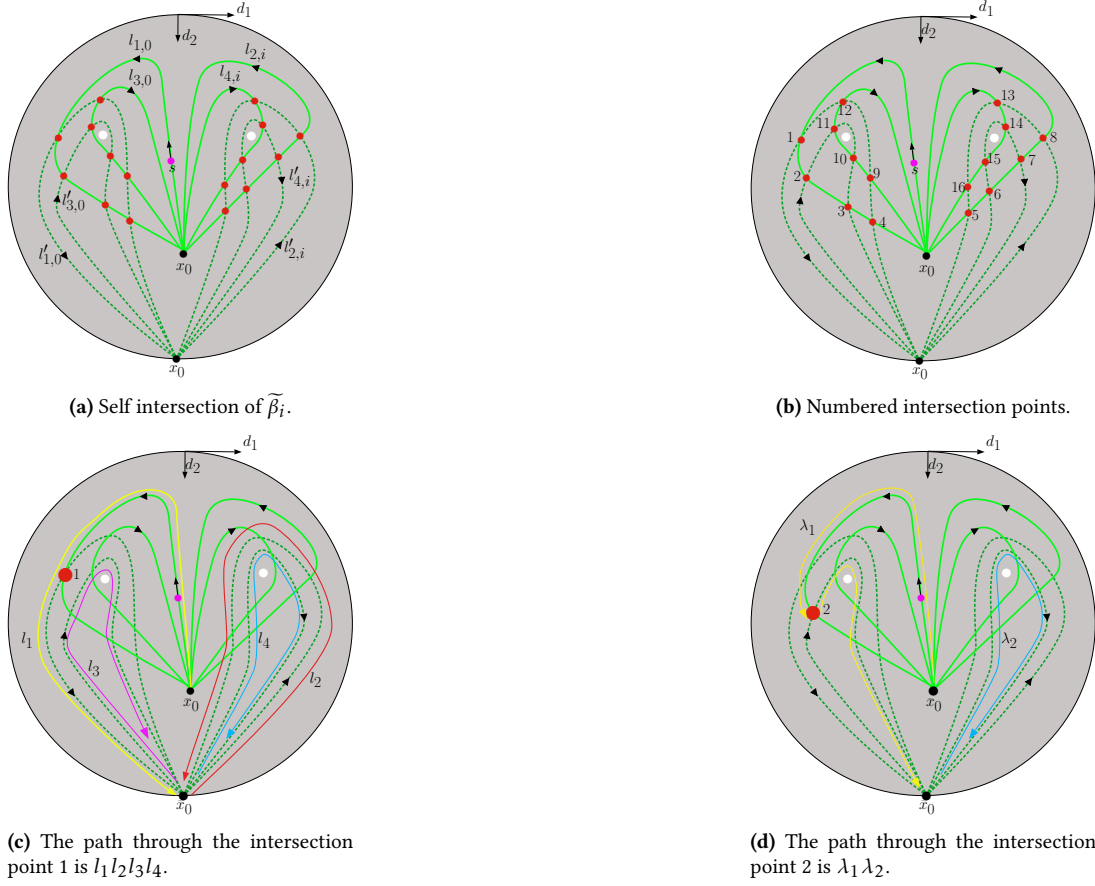 d₁
d₂
l₁,₀
l₂,ᵢ
l₃,₀
l₄,ᵢ
s
l′₃,₀
l′₄,ᵢ
l′₁,₀
l′₂,ᵢ
x₀
x₀
(a) Self intersection of β̃ᵢ.
d₁
d₂
12
13
1
11
14
8
10
15
7
s
2
9
16
6
3
4
5
x₀
x₀
(b) Numbered intersection points.
d₁
d₂
1
l₁
l₃
l₄
l₂
x₀
x₀
(c) The path through the intersection
point 1 is l₁l₂l₃l₄.
d₁
d₂
λ₁
2
λ₂
x₀
x₀
(d) The path through the intersection
point 2 is λ₁λ₂.